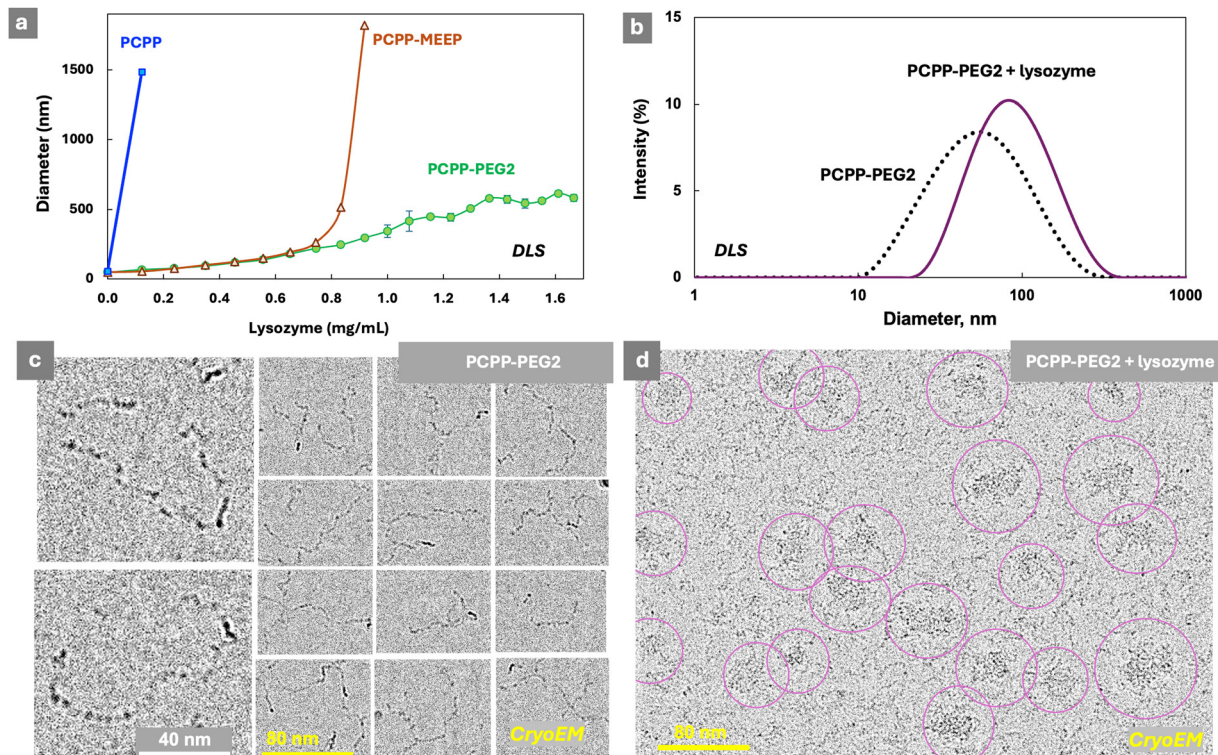 a
PCPP
PCPP-MEEP
PCPP-PEG2
DLS
Diameter (nm)
1500
1000
500
0
0.0 0.2 0.4 0.6 0.8 1.0 1.2 1.4 1.6
Lysozyme (mg/mL)
b
PCPP-PEG2 + lysozyme
PCPP-PEG2
DLS
Intensity (%)
15
10
5
0
1 10 100 1000
Diameter, nm
c
PCPP-PEG2
40 nm
80 nm
CryoEM
d
PCPP-PEG2 + lysozyme
80 nm
CryoEM